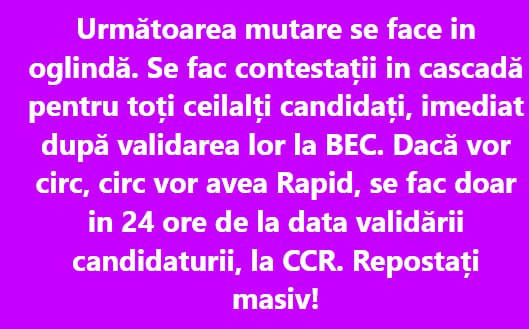 Următoarea mutare se face in
oglindă. Se fac contestații in cascadă
pentru toți ceilalți candidați, imediat
după validarea lor la BEC. Dacă vor
circ, circ vor avea Rapid, se fac doar
in 24 ore de la data validării
candidaturii, la CCR. Repostați
masiv!